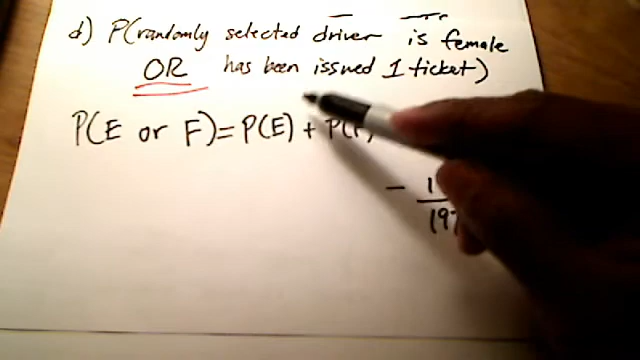 d) P(randomly selected driver is female
OR has been issued 1 ticket)
P(E or F) = P(E) + P(F)
-